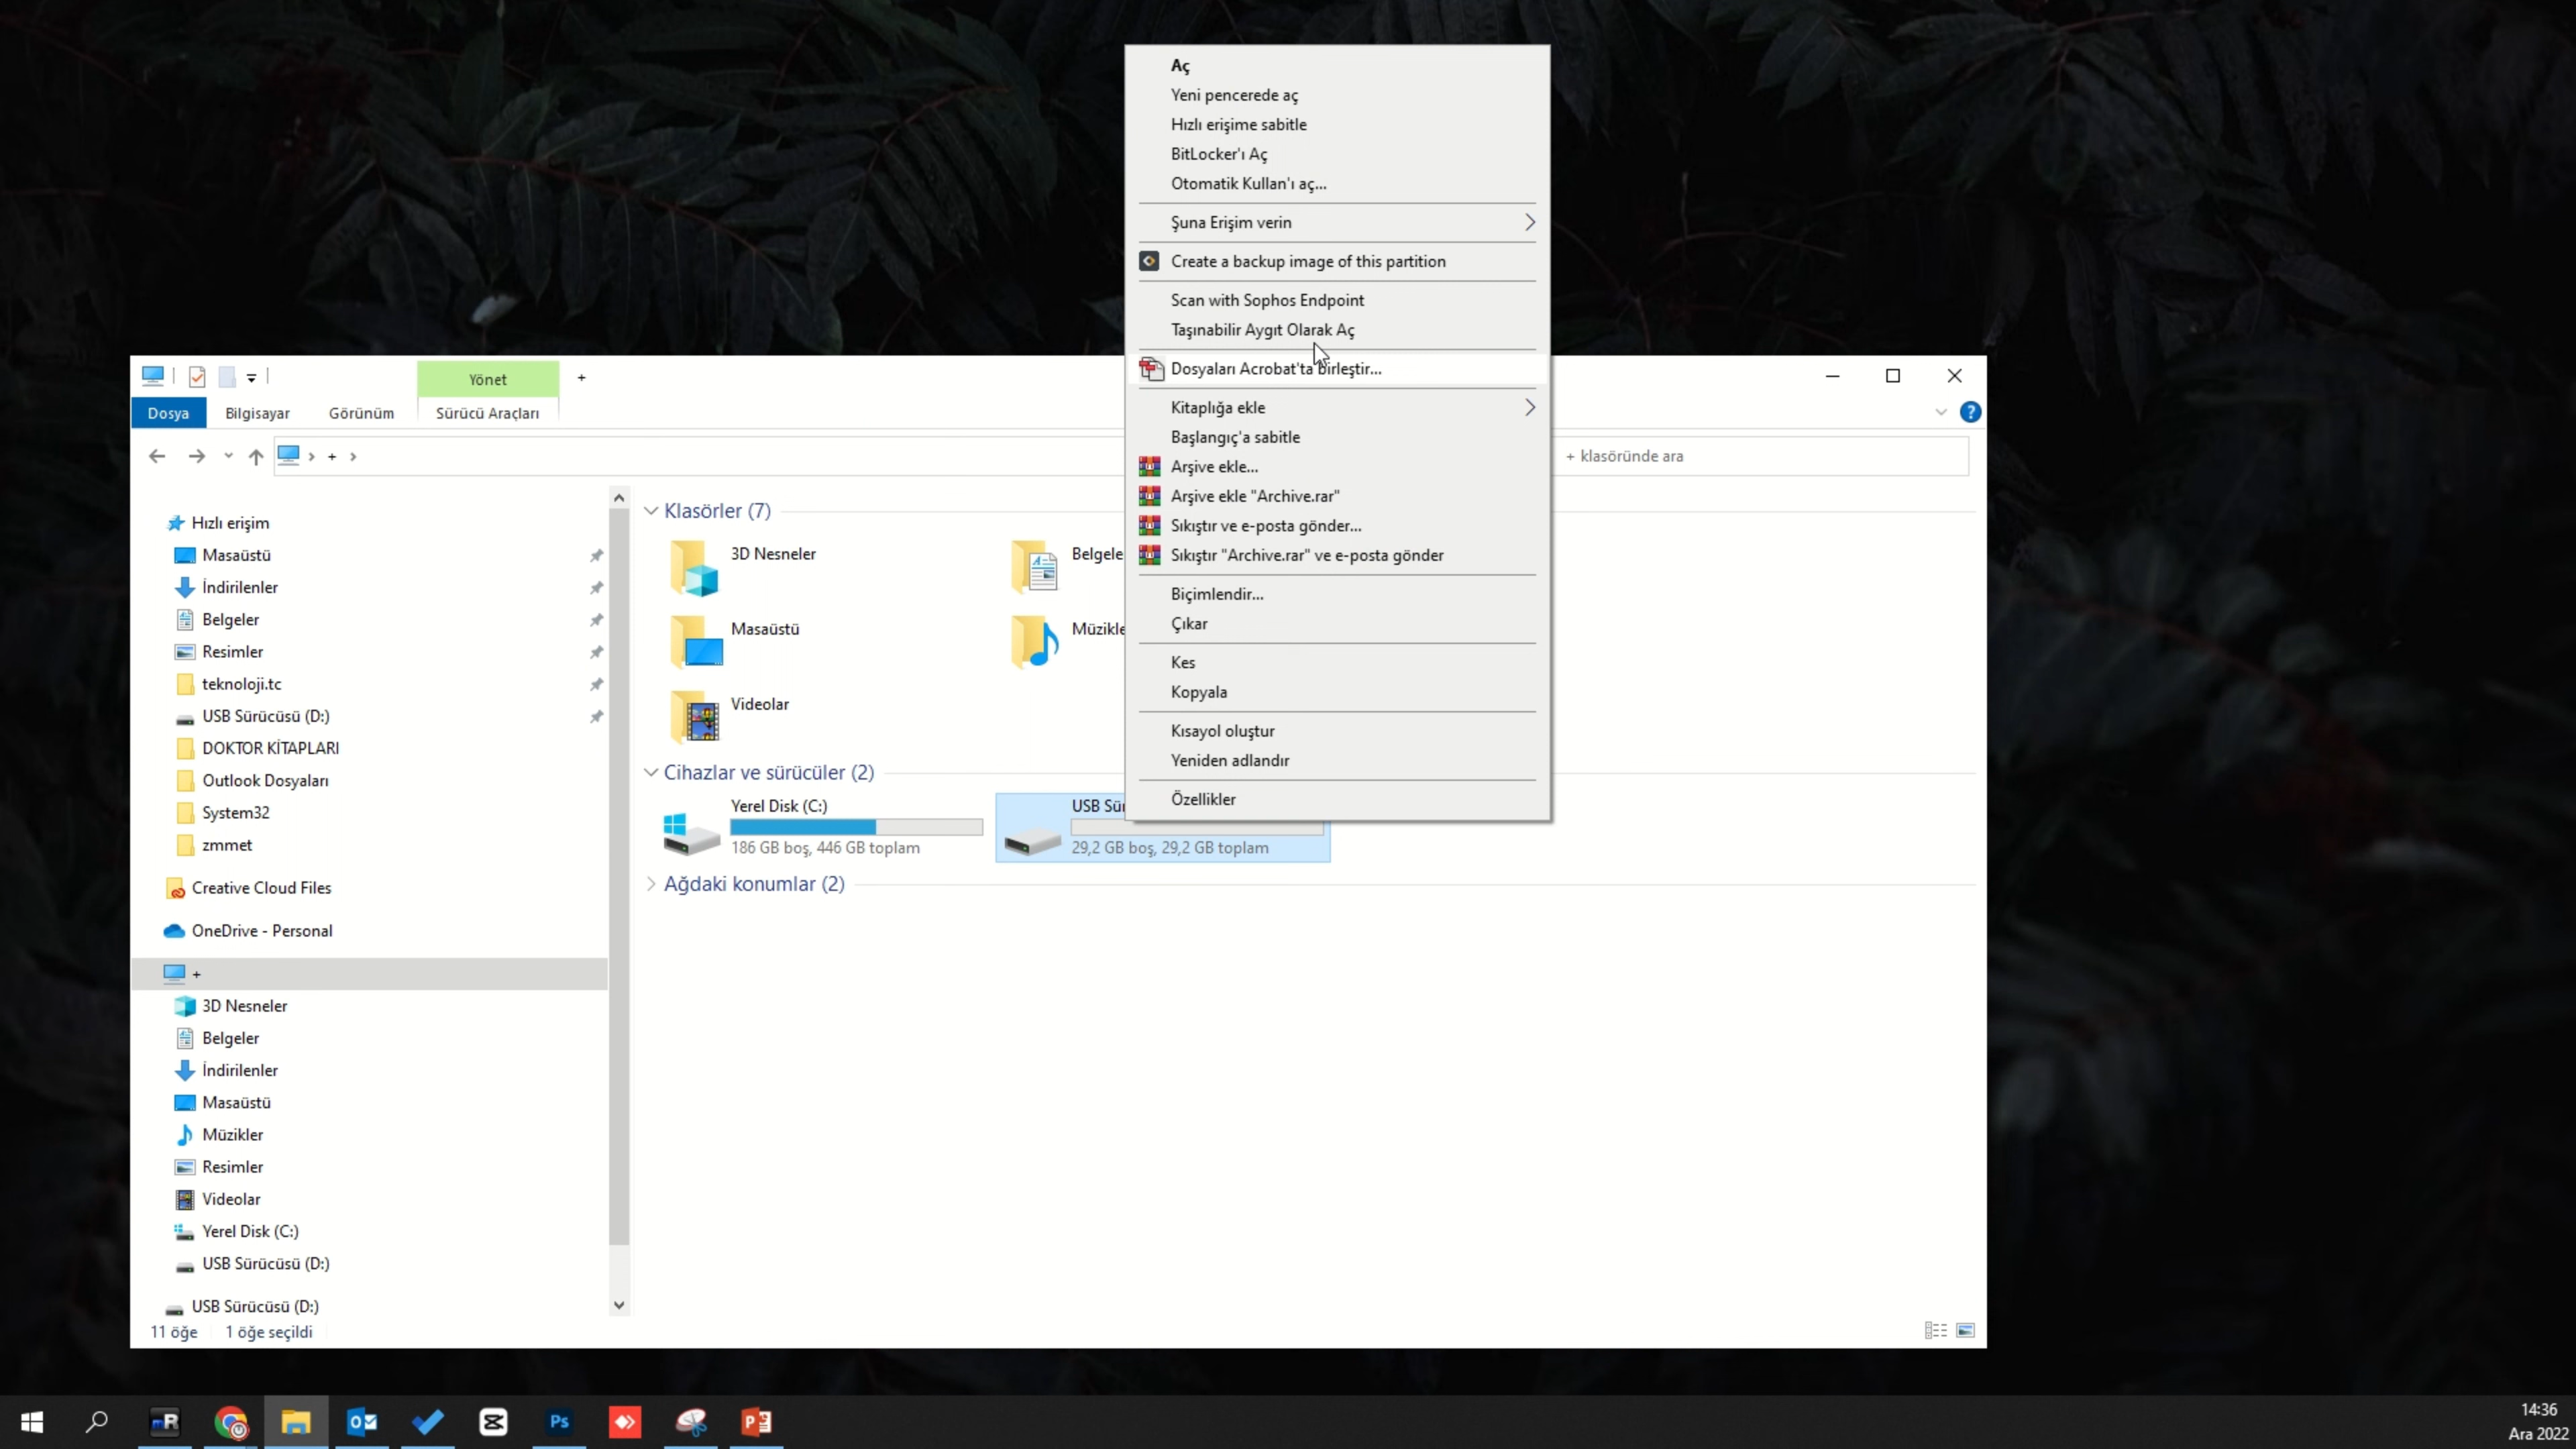 Aç
Yeni pencerede aç
Hızlı erişime sabitle
BitLocker'ı Aç
Otomatik Kullan'ı aç...
Şuna Erişim verin
Create a backup image of this partition
Scan with Sophos Endpoint
Taşınabilir Aygıt Olarak Aç
Dosyaları Acrobat'ta birleştir...
Kitaplığa ekle
Başlangıç'a sabitle
Arşive ekle...
Arşive ekle "Archive.rar"
Sıkıştır ve e-posta gönder...
Sıkıştır "Archive.rar" ve e-posta gönder
Biçimlendir...
Çıkar
Kes
Kopyala
Kısayol oluştur
Yeniden adlandır
Özellikler
Yönet +
Dosya Bilgisayar Görünüm Sürücü Araçları
+
+ klasöründe ara
Hızlı erişim
Masaüstü
İndirilenler
Belgeler
Resimler
teknoloji.tc
USB Sürücüsü (D:)
DOKTOR KİTAPLARI
Outlook Dosyaları
System32
zmmet
Creative Cloud Files
OneDrive - Personal
+
3D Nesneler
Belgeler
İndirilenler
Masaüstü
Müzikler
Resimler
Videolar
Yerel Disk (C:)
USB Sürücüsü (D:)
USB Sürücüsü (D:)
Klasörler (7)
3D Nesneler
Belgele
Masaüstü
Müzikle
Videolar
Cihazlar ve sürücüler (2)
Yerel Disk (C:)
186 GB boş, 446 GB toplam
USB Sür
29,2 GB boş, 29,2 GB toplam
Ağdaki konumlar (2)
11 öğe 1 öğe seçildi
14:36
Ara 2022